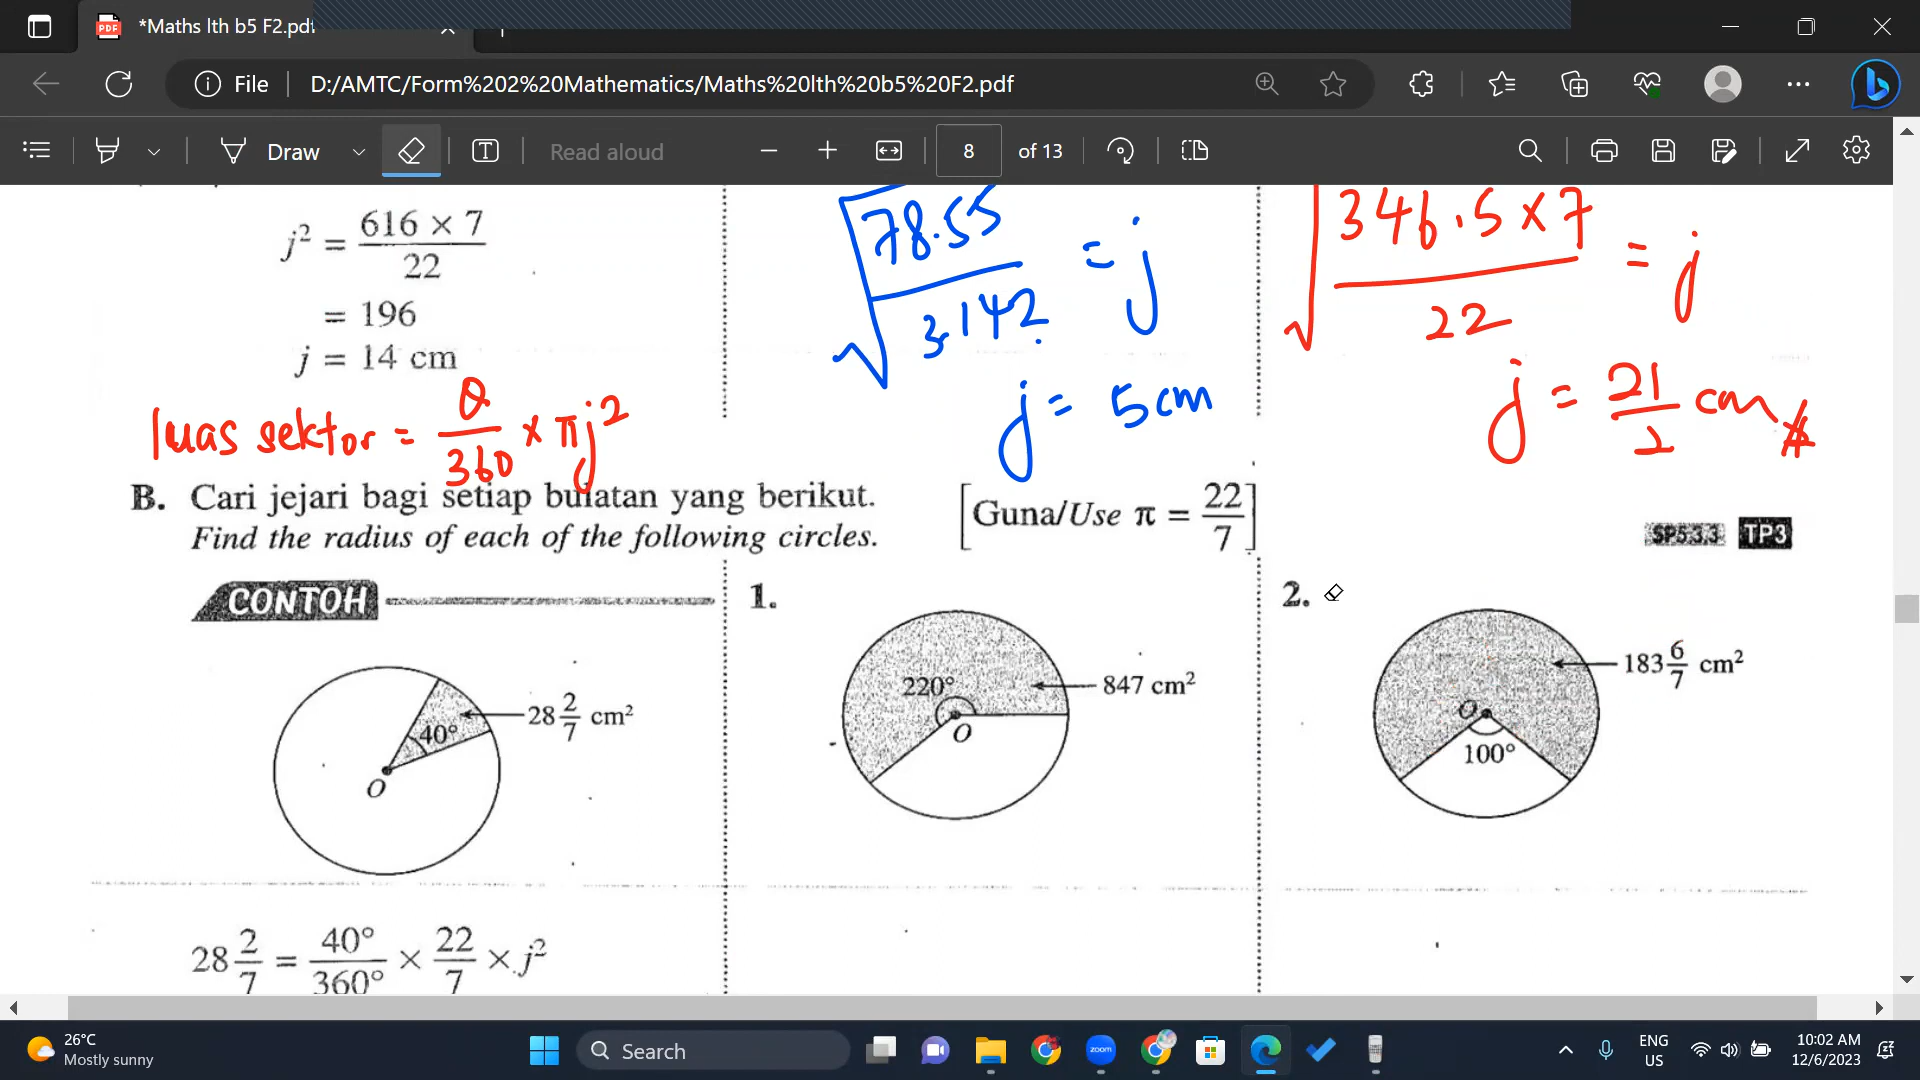 *Maths lth b5 F2.pdf
File
D:/AMTC/Form%202%20Mathematics/Maths%20lth%20b5%20F2.pdf
Draw
Read aloud
8
of 13
j² = 616 × 7 / 22
= 196
j = 14 cm
√78.55 / 3.142 = j
j = 5 cm
√346.5 × 7 / 22 = j
j = 21/2 cm
luas sektor = θ/360 × πj²
B. Cari jejari bagi setiap bulatan yang berikut.
Find the radius of each of the following circles.
[Guna/Use π = 22/7]
SP5.3.3 TP3
CONTOH
40°
O
28 2/7 cm²
1.
220°
O
847 cm²
2.
O
100°
183 6/7 cm²
28 2/7 = 40°/360° × 22/7 × j²
26°C
Mostly sunny
Search
zoom
ENG
US
10:02 AM
12/6/2023